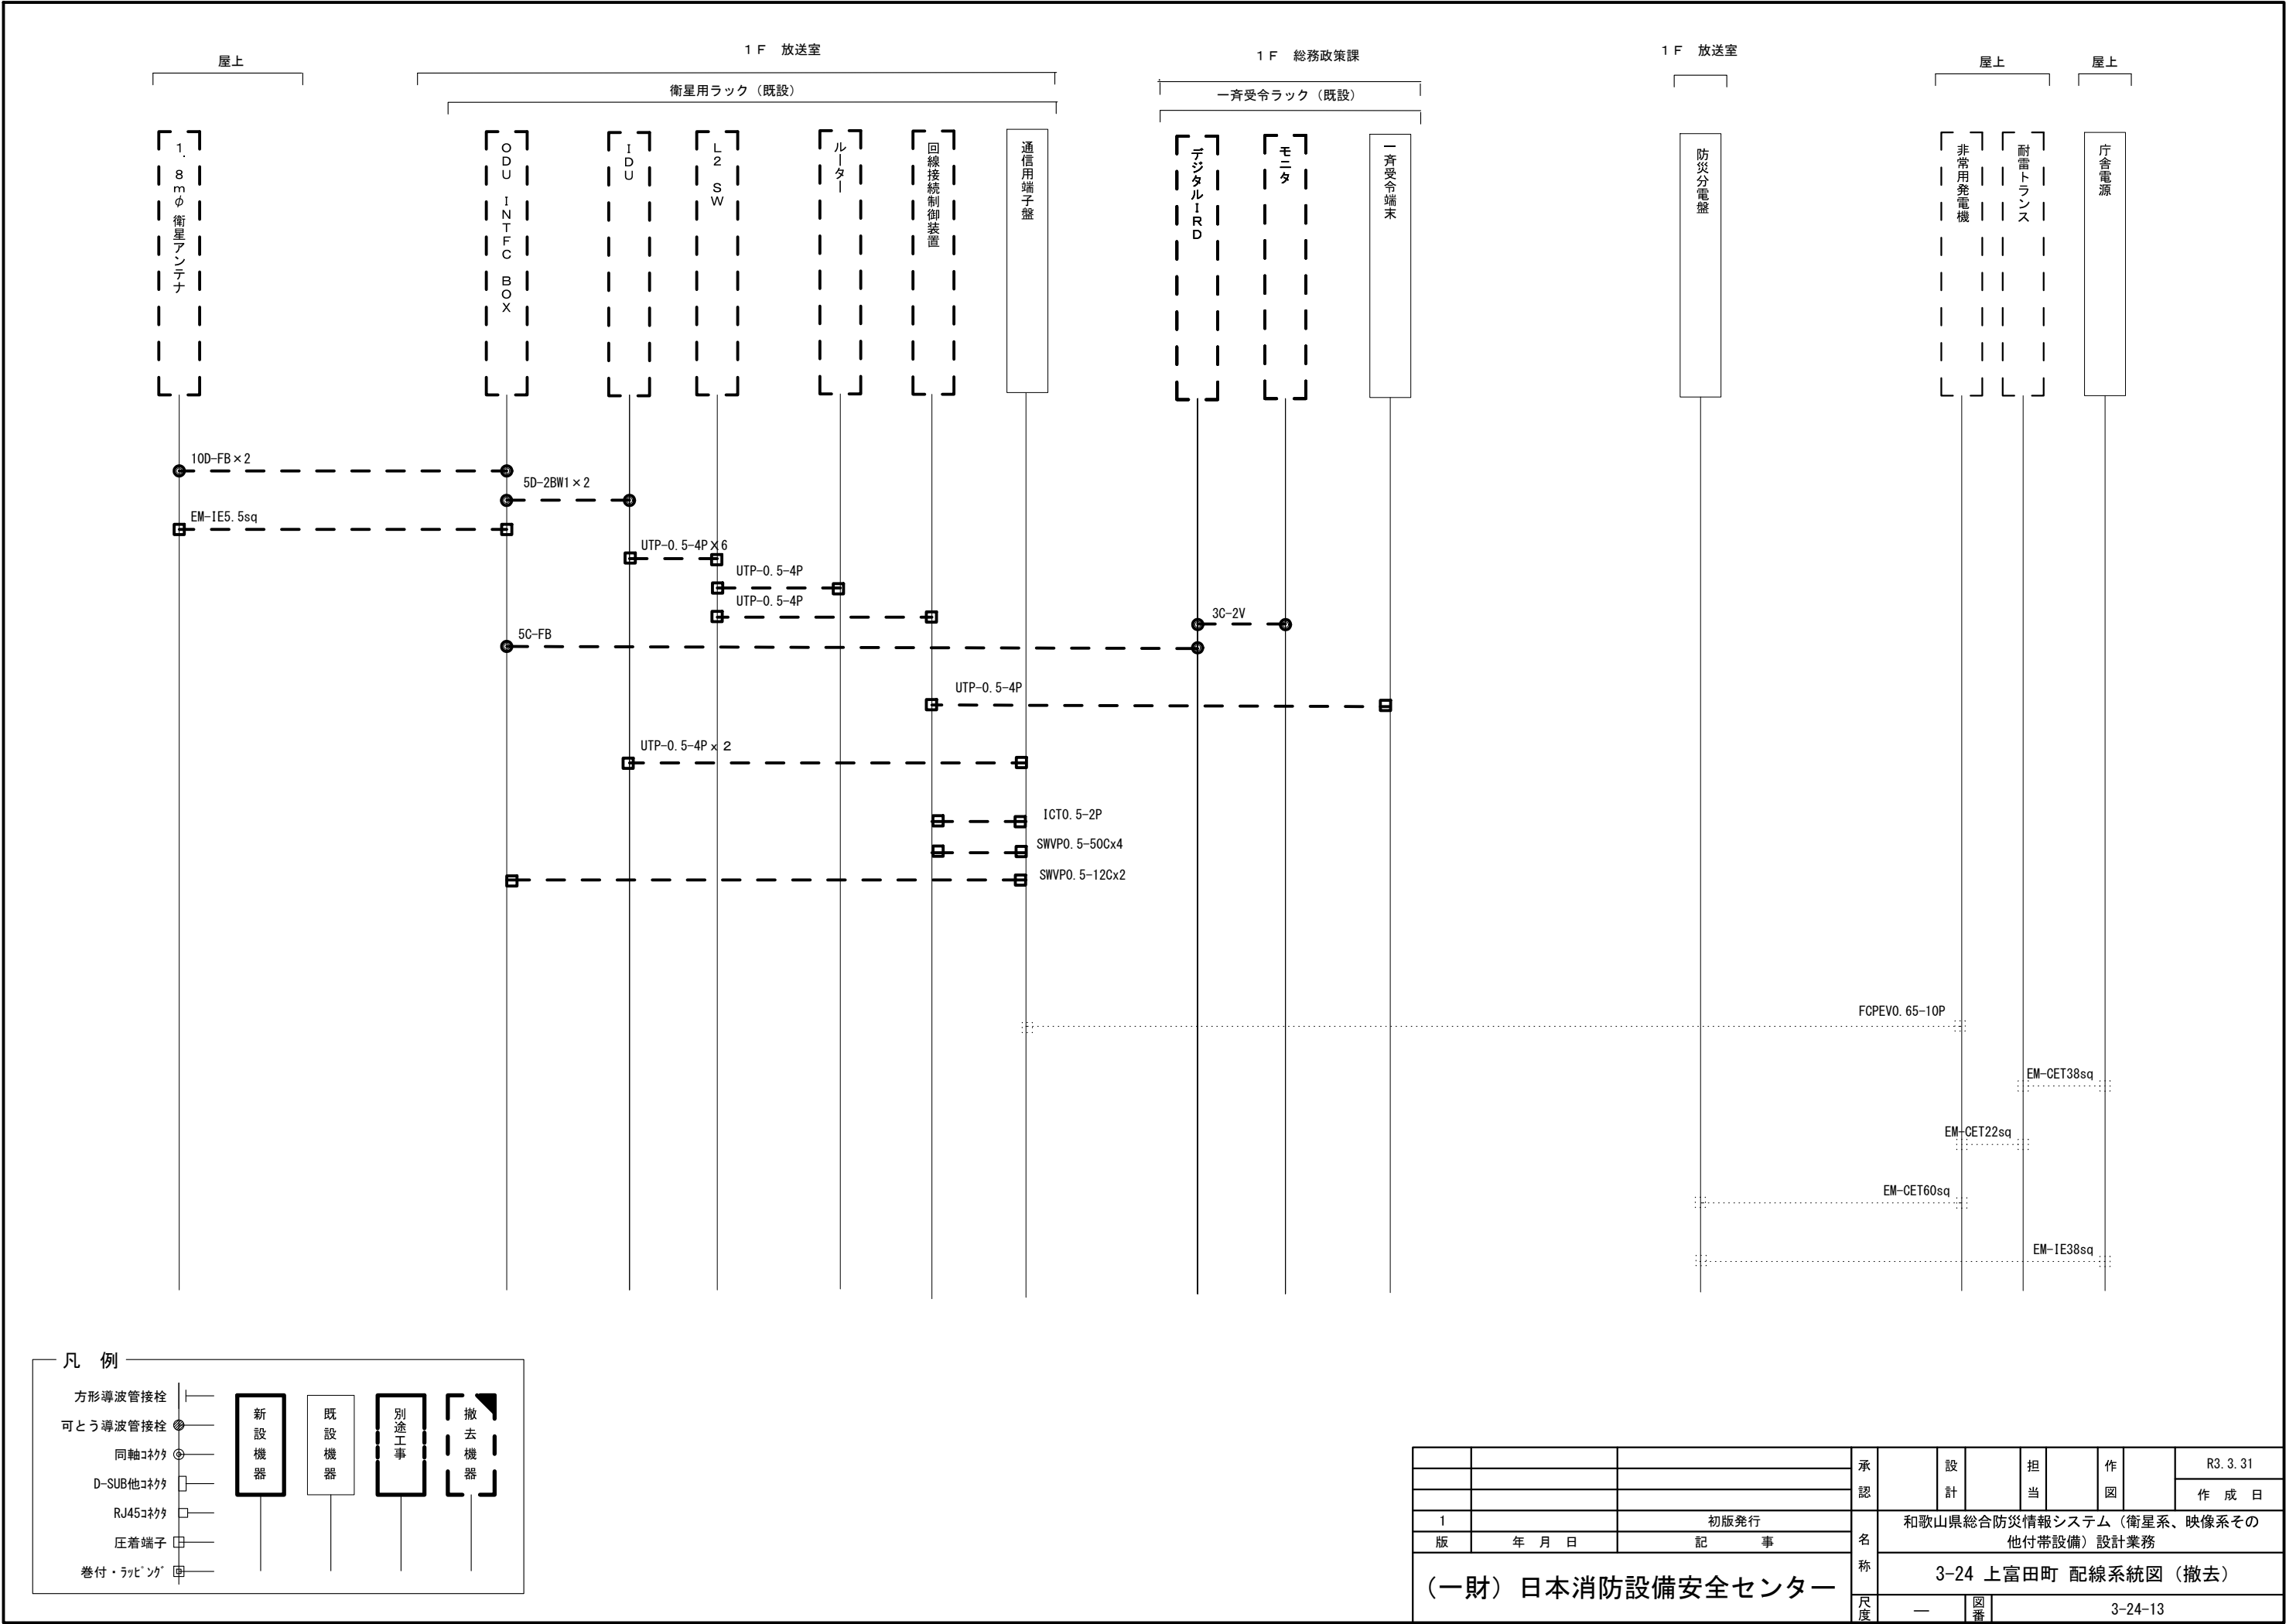 屋上
1F 放送室
衛星用ラック（既設）
1F 総務政策課
一斉受令ラック（既設）
1F 放送室
屋上
屋上
1.8mφ衛星アンテナ
ODU INTFC BOX
IDU
L2 SW
ルーター
回線接続制御装置
通信用端子盤
デジタルIRD
モニタ
一斉受令端末
防災分電盤
非常用発電機
耐雷トランス
庁舎電源
10D-FB×2
5D-2BW1×2
EM-IE5.5sq
UTP-0.5-4P×6
UTP-0.5-4P
UTP-0.5-4P
3C-2V
5C-FB
UTP-0.5-4P
UTP-0.5-4Px 2
ICT0.5-2P
SWVP0.5-50Cx4
SWVP0.5-12Cx2
FCPEV0.65-10P
EM-CET38sq
EM-CET22sq
EM-CET60sq
EM-IE38sq
凡 例
方形導波管接栓
可とう導波管接栓
同軸ｺﾈｸﾀ
D-SUB他ｺﾈｸﾀ
RJ45ｺﾈｸﾀ
圧着端子
巻付・ﾗｯﾋﾟﾝｸﾞ
新設機器
既設機器
別途工事
撤去機器
承認
設計
担当
作図
R3.3.31
作 成 日
1 初版発行
版 年 月 日 記 事
名称
和歌山県総合防災情報システム（衛星系、映像系その
他付帯設備）設計業務
3-24 上富田町 配線系統図（撤去）
（一財）日本消防設備安全センター
尺度
—
図番
3-24-13